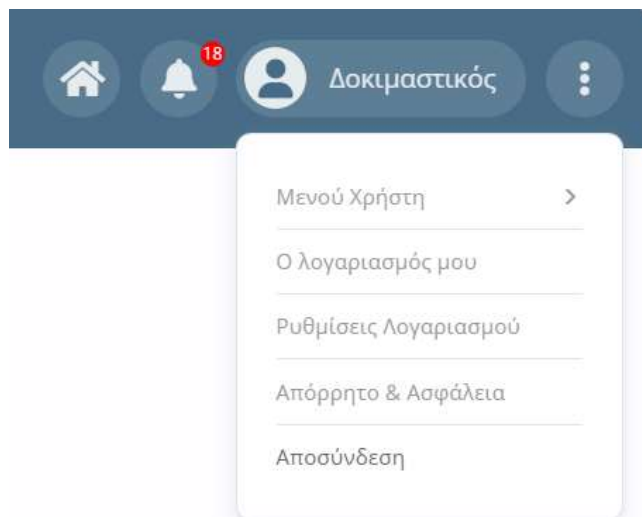 18
Δοκιμαστικός
Μενού Χρήστη
Ο λογαριασμός μου
Ρυθμίσεις Λογαριασμού
Απόρρητο & Ασφάλεια
Αποσύνδεση